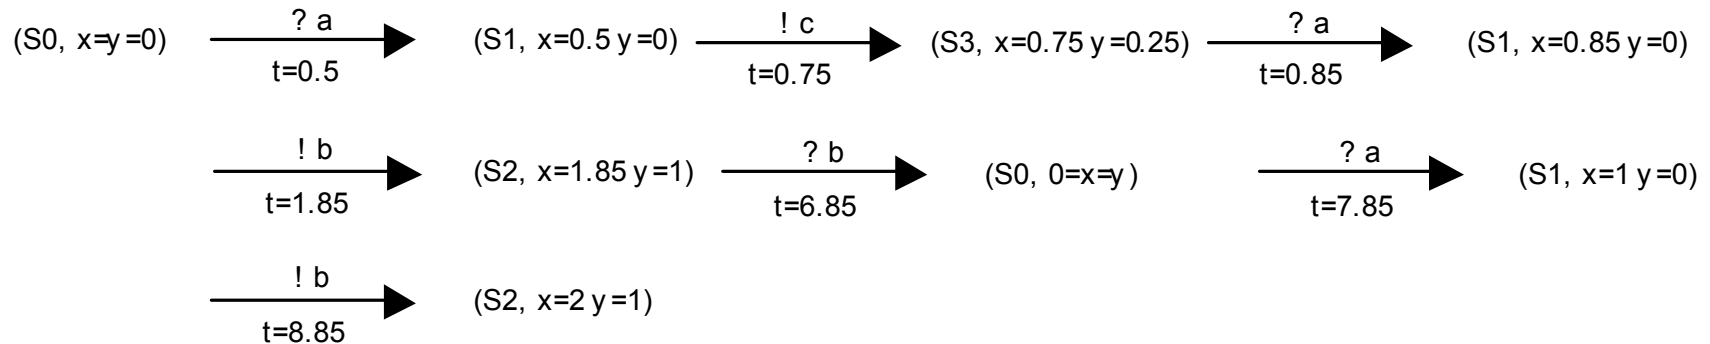 ? a ! c ? a
(S0, x=y=0) (S1, x=0.5 y=0) (S3, x=0.75 y=0.25) (S1, x=0.85 y=0)
t=0.5 t=0.75 t=0.85
! b ? b ? a
(S2, x=1.85 y=1) (S0, 0=x=y) (S1, x=1 y=0)
t=1.85 t=6.85 t=7.85
! b
(S2, x=2 y=1)
t=8.85